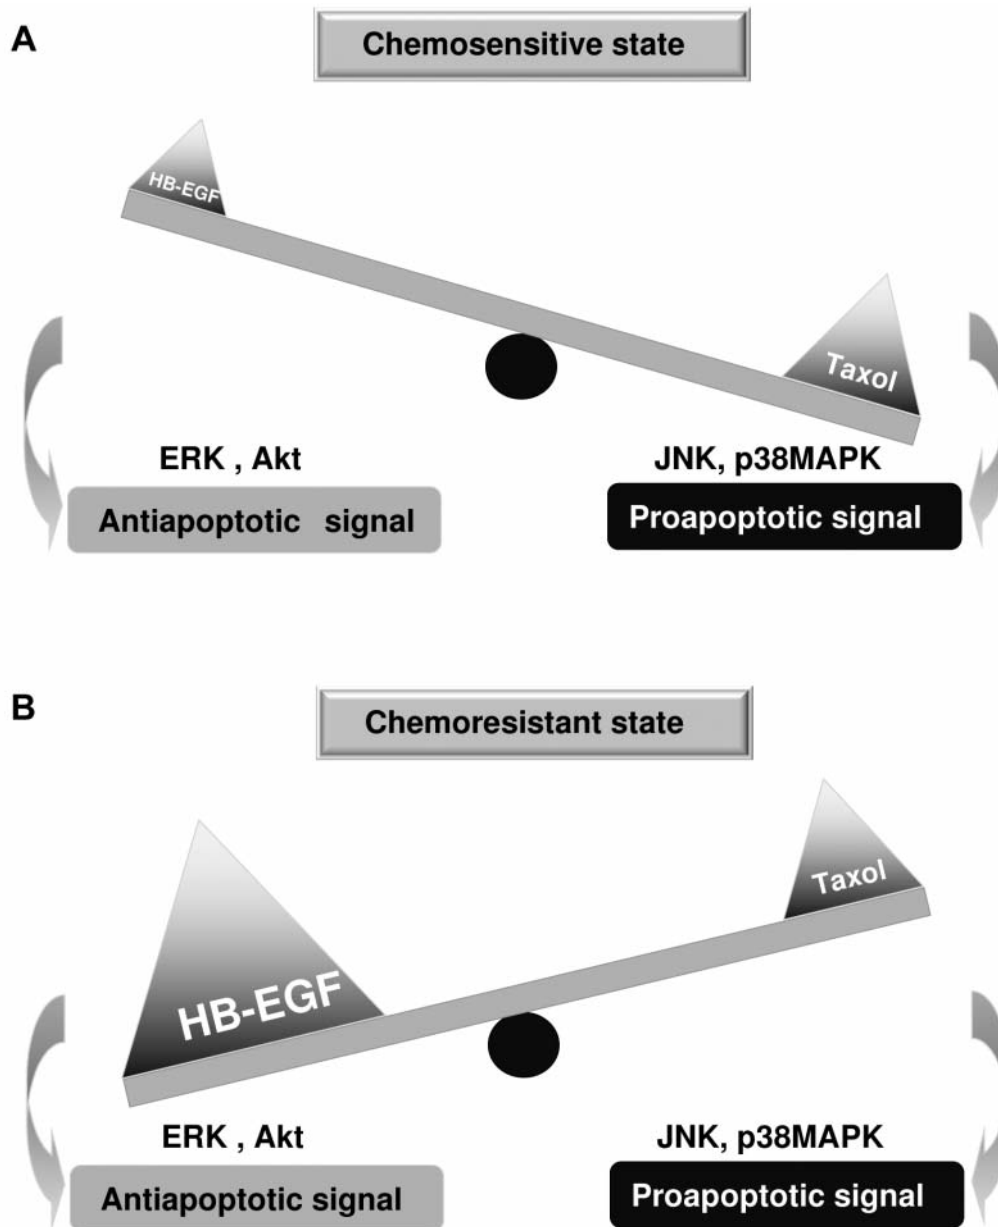 A
Chemosensitive state
HB-EGF
Taxol
ERK , Akt
JNK, p38MAPK
Antiapoptotic signal
Proapoptotic signal
B
Chemoresistant state
Taxol
HB-EGF
ERK , Akt
JNK, p38MAPK
Antiapoptotic signal
Proapoptotic signal